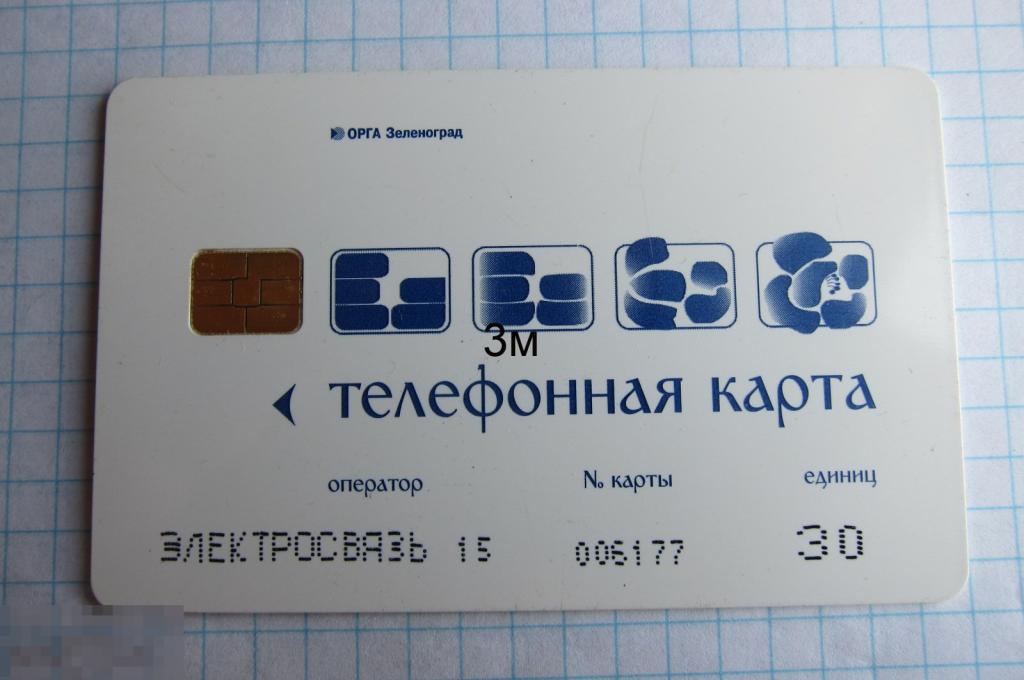 ОРГА Зеленоград
3м
телефонная карта
оператор № карты единиц
ЭЛЕКТРОСВЯЗЬ 15 006177 30